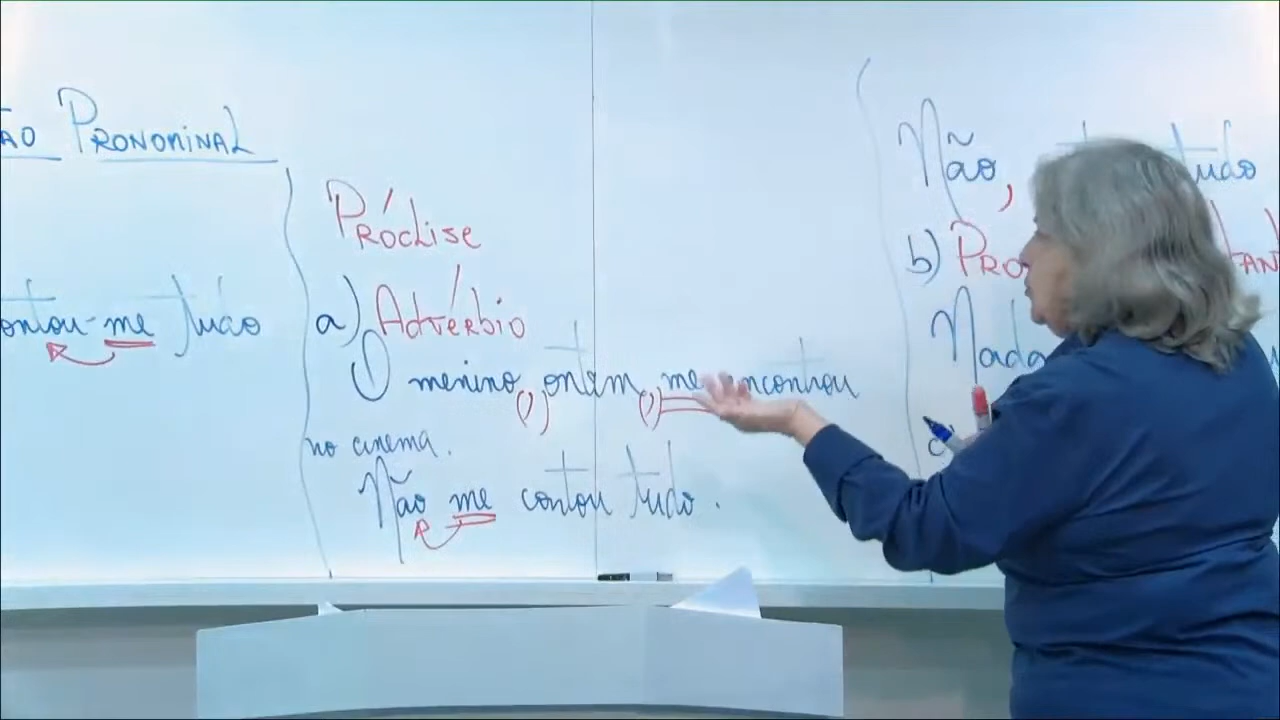 ÃO PRONOMINAL
ontou-me tudo
PRÓCLISE
a) ADVÉRBIO
O menino (,) ontem (,) me encontrou
no cinema.
Não me contou tudo.
Não, tudo
b) PRO TANT
Nada